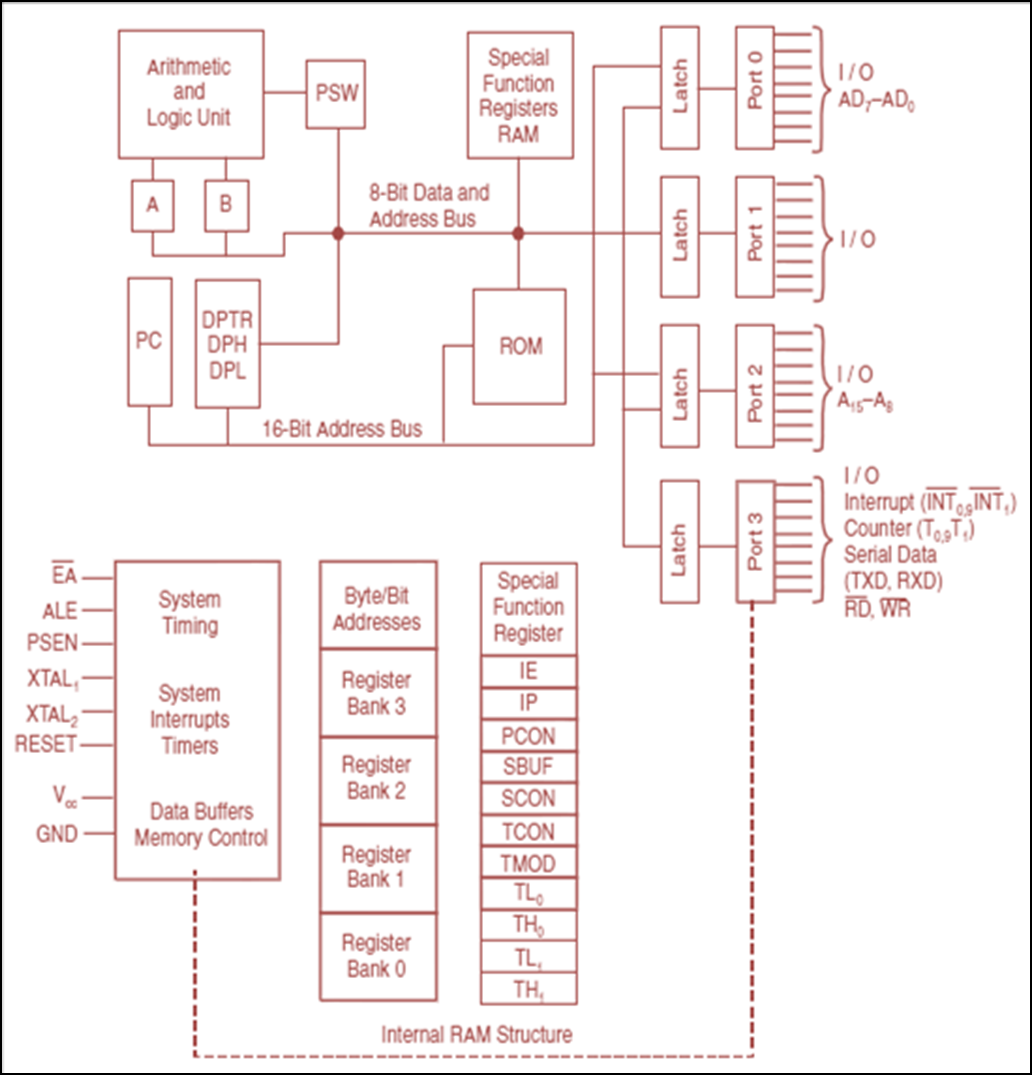 Arithmetic
and
Logic Unit
PSW
A
B
Special
Function
Registers
RAM
8-Bit Data and
Address Bus
PC
DPTR
DPH
DPL
ROM
16-Bit Address Bus
Latch
Port 0
I / O
AD₇–AD₀
Latch
Port 1
I / O
Latch
Port 2
I / O
A₁₅–A₈
Latch
Port 3
I / O
Interrupt (I̅N̅T̅₀,₉I̅N̅T̅₁)
Counter (T₀,₉T₁)
Serial Data
(TXD, RXD)
R̅D̅, W̅R̅
E̅A̅
ALE
PSEN
XTAL₁
XTAL₂
RESET
Vcc
GND
System
Timing
System
Interrupts
Timers
Data Buffers
Memory Control
Byte/Bit
Addresses
Register
Bank 3
Register
Bank 2
Register
Bank 1
Register
Bank 0
Special
Function
Register
IE
IP
PCON
SBUF
SCON
TCON
TMOD
TL₀
TH₀
TL₁
TH₁
Internal RAM Structure